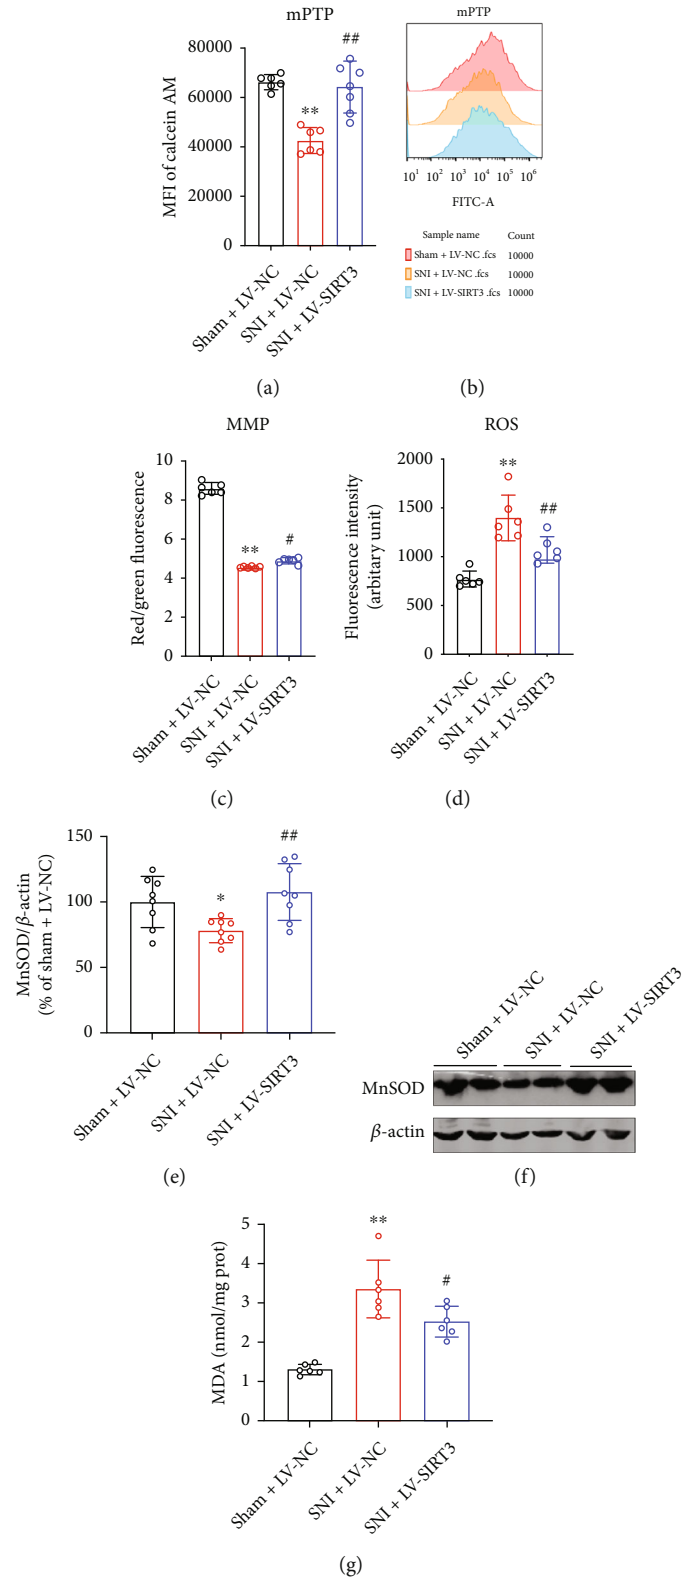 mPTP
MFI of calcein AM
80000
60000
40000
20000
0
**
##
Sham + LV-NC
SNI + LV-NC
SNI + LV-SIRT3
(a)
mPTP
10¹ 10² 10³ 10⁴ 10⁵ 10⁶
FITC-A
Sample name Count
Sham + LV-NC .fcs 10000
SNI + LV-NC .fcs 10000
SNI + LV-SIRT3 .fcs 10000
(b)
MMP
Red/green fluorescence
10
8
6
4
2
0
**
#
Sham + LV-NC
SNI + LV-NC
SNI + LV-SIRT3
(c)
ROS
Fluorescence intensity
(arbitary unit)
2000
1500
1000
500
0
**
##
Sham + LV-NC
SNI + LV-NC
SNI + LV-SIRT3
(d)
MnSOD/β-actin
(% of sham + LV-NC)
150
100
50
0
*
##
Sham + LV-NC
SNI + LV-NC
SNI + LV-SIRT3
(e)
Sham + LV-NC
SNI + LV-NC
SNI + LV-SIRT3
MnSOD
β-actin
(f)
MDA (nmol/mg prot)
5
4
3
2
1
0
**
#
Sham + LV-NC
SNI + LV-NC
SNI + LV-SIRT3
(g)